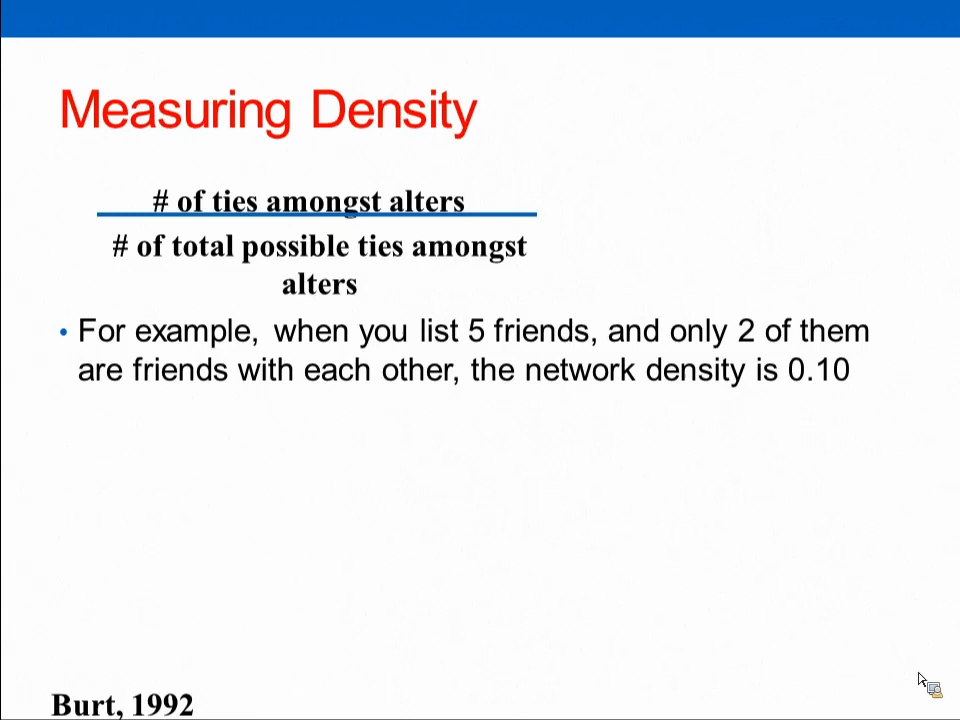 Measuring Density
# of ties amongst alters
# of total possible ties amongst
alters
• For example, when you list 5 friends, and only 2 of them
are friends with each other, the network density is 0.10
Burt, 1992